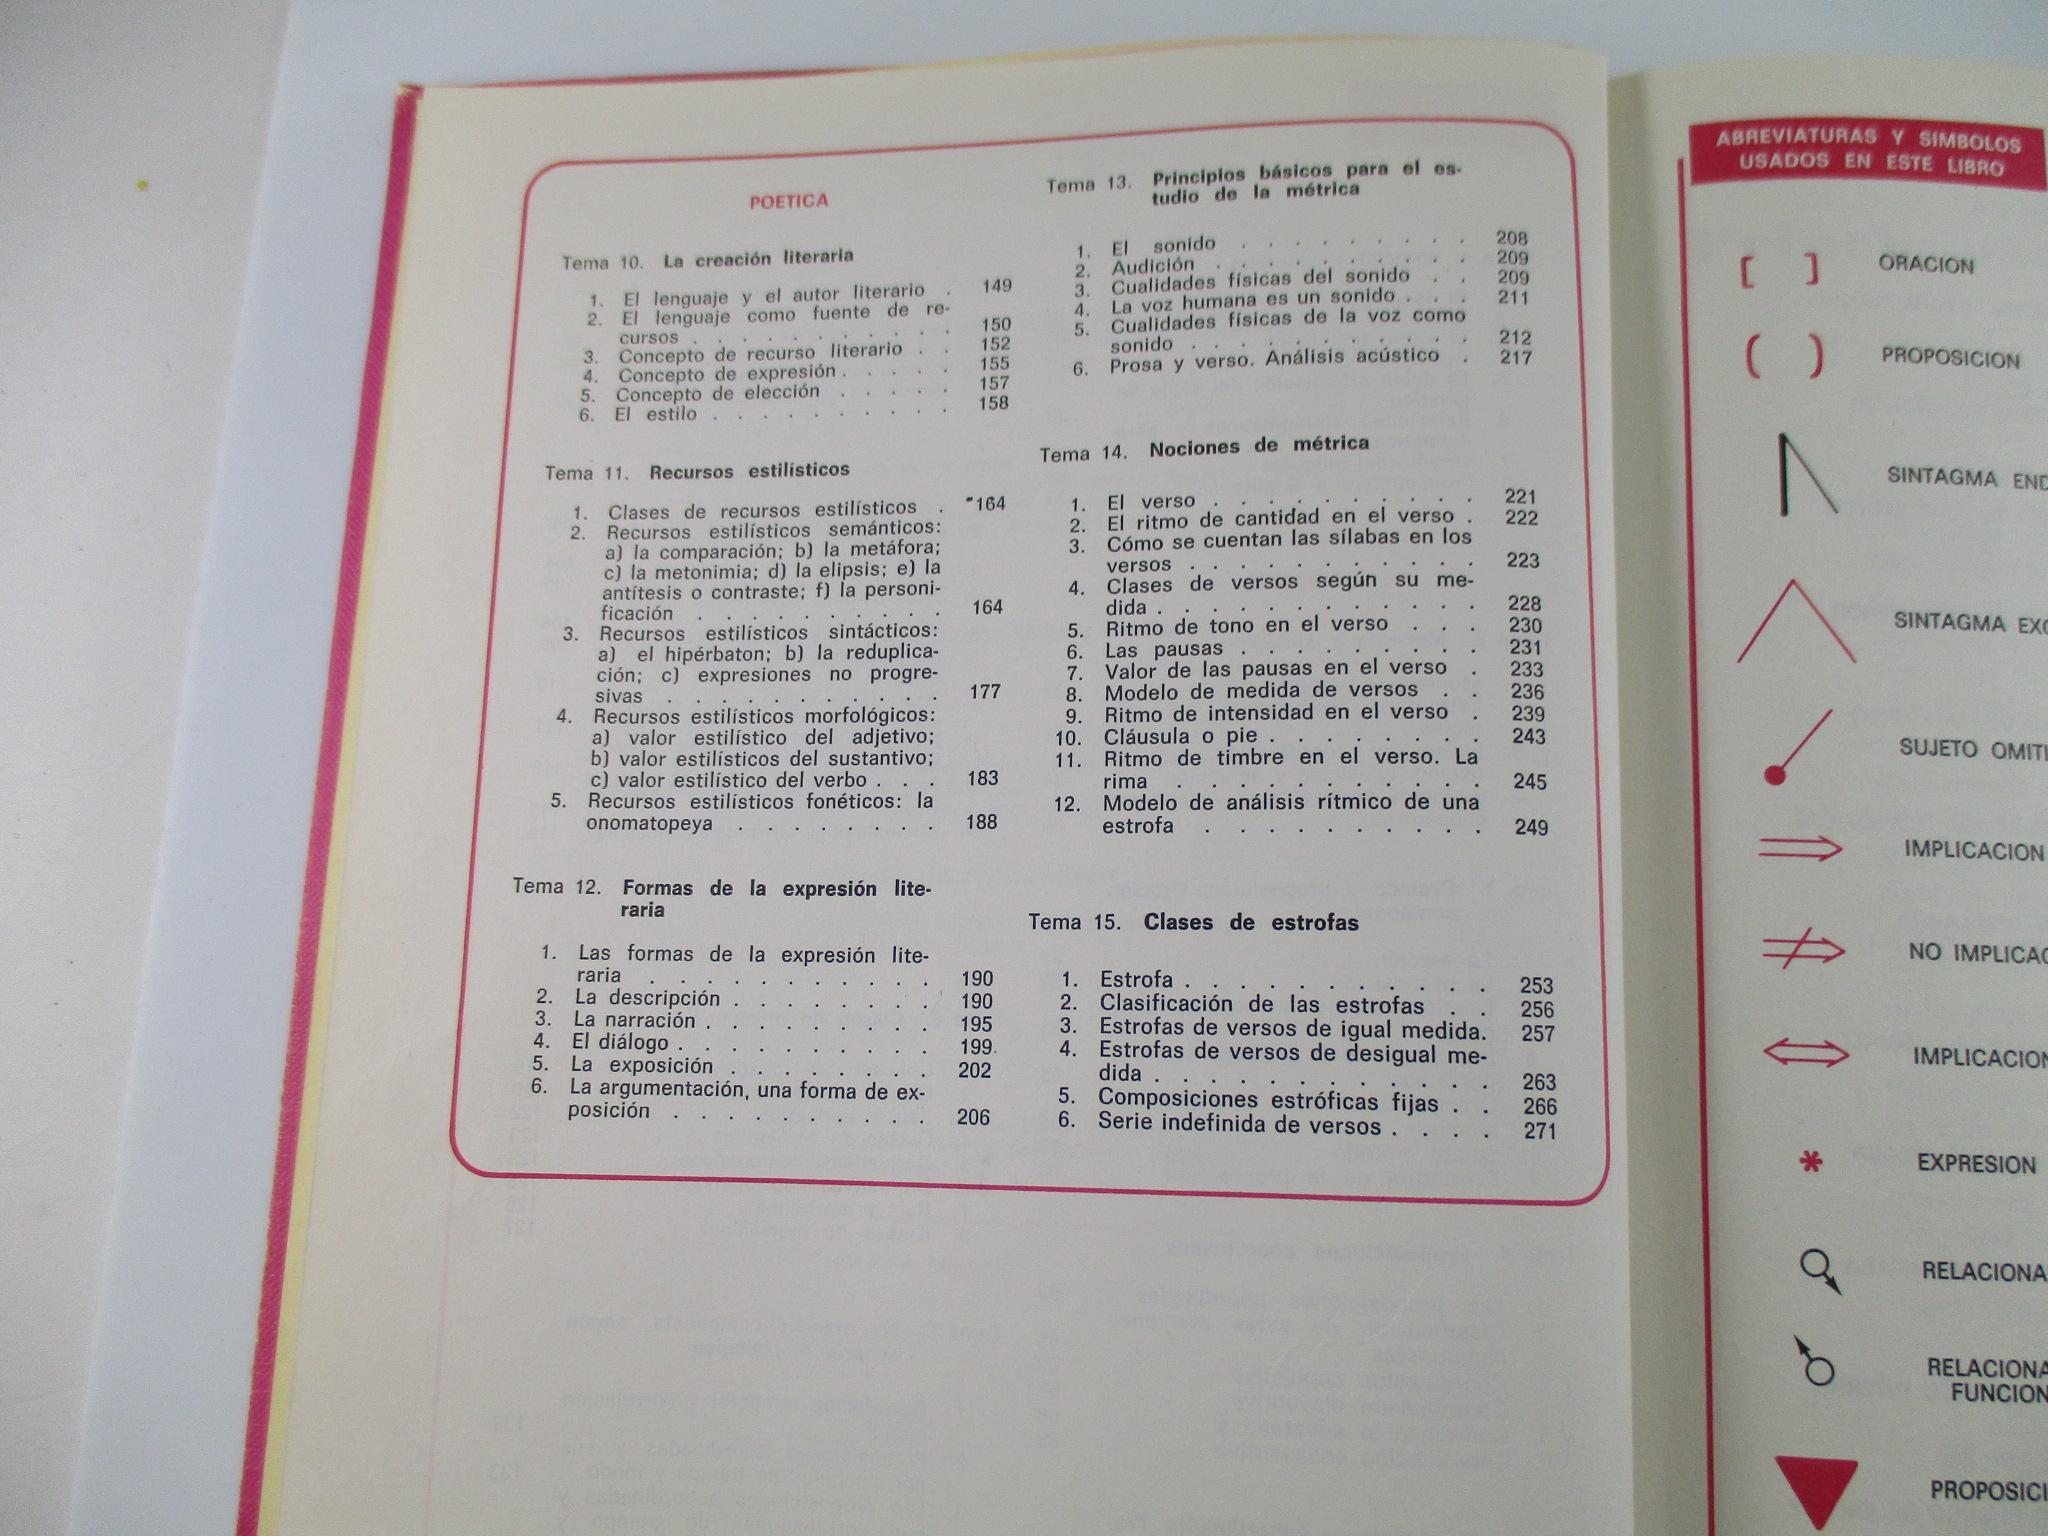 POETICA
Tema 10. La creación literaria
1. El lenguaje y el autor literario . 149
2. El lenguaje como fuente de re-
cursos . . . . . . . . . 150
3. Concepto de recurso literario . . 152
4. Concepto de expresión . . . . . 155
5. Concepto de elección . . . . . 157
6. El estilo . . . . . . . . . . 158
Tema 11. Recursos estilísticos
1. Clases de recursos estilísticos . 164
2. Recursos estilísticos semánticos:
a) la comparación; b) la metáfora;
c) la metonimia; d) la elipsis; e) la
antítesis o contraste; f) la personi-
ficación . . . . . . . . . 164
3. Recursos estilísticos sintácticos:
a) el hipérbaton; b) la reduplica-
ción; c) expresiones no progre-
sivas . . . . . . . . . . 177
4. Recursos estilísticos morfológicos:
a) valor estilístico del adjetivo;
b) valor estilísticos del sustantivo;
c) valor estilístico del verbo . . . 183
5. Recursos estilísticos fonéticos: la
onomatopeya . . . . . . . . 188
Tema 12. Formas de la expresión lite-
raria
1. Las formas de la expresión lite-
raria . . . . . . . . . . . 190
2. La descripción . . . . . . . . 190
3. La narración . . . . . . . . . 195
4. El diálogo . . . . . . . . . . 199
5. La exposición . . . . . . . . 202
6. La argumentación, una forma de ex-
posición . . . . . . . . . . 206
Tema 13. Principios básicos para el es-
tudio de la métrica
1. El sonido . . . . . . . . . 208
2. Audición . . . . . . . . . . 209
3. Cualidades físicas del sonido . . 209
4. La voz humana es un sonido . . . 211
5. Cualidades físicas de la voz como
sonido . . . . . . . . . . . 212
6. Prosa y verso. Análisis acústico . 217
Tema 14. Nociones de métrica
1. El verso . . . . . . . . . . 221
2. El ritmo de cantidad en el verso . 222
3. Cómo se cuentan las sílabas en los
versos . . . . . . . . . . . 223
4. Clases de versos según su me-
dida . . . . . . . . . . . . 228
5. Ritmo de tono en el verso . . . 230
6. Las pausas . . . . . . . . . 231
7. Valor de las pausas en el verso . 233
8. Modelo de medida de versos . . 236
9. Ritmo de intensidad en el verso . 239
10. Cláusula o pie . . . . . . . . 243
11. Ritmo de timbre en el verso. La
rima . . . . . . . . . . . 245
12. Modelo de análisis rítmico de una
estrofa . . . . . . . . . . 249
Tema 15. Clases de estrofas
1. Estrofa . . . . . . . . . . . 253
2. Clasificación de las estrofas . . 256
3. Estrofas de versos de igual medida. 257
4. Estrofas de versos de desigual me-
dida . . . . . . . . . . . . 263
5. Composiciones estróficas fijas . . 266
6. Serie indefinida de versos . . . . 271
ABREVIATURAS Y SIMBOLOS
USADOS EN ESTE LIBRO
[ ] ORACION
( ) PROPOSICION
SINTAGMA
SINTAGMA
SUJETO
IMPLICACION
NO
IMPLICACION
* EXPRESION